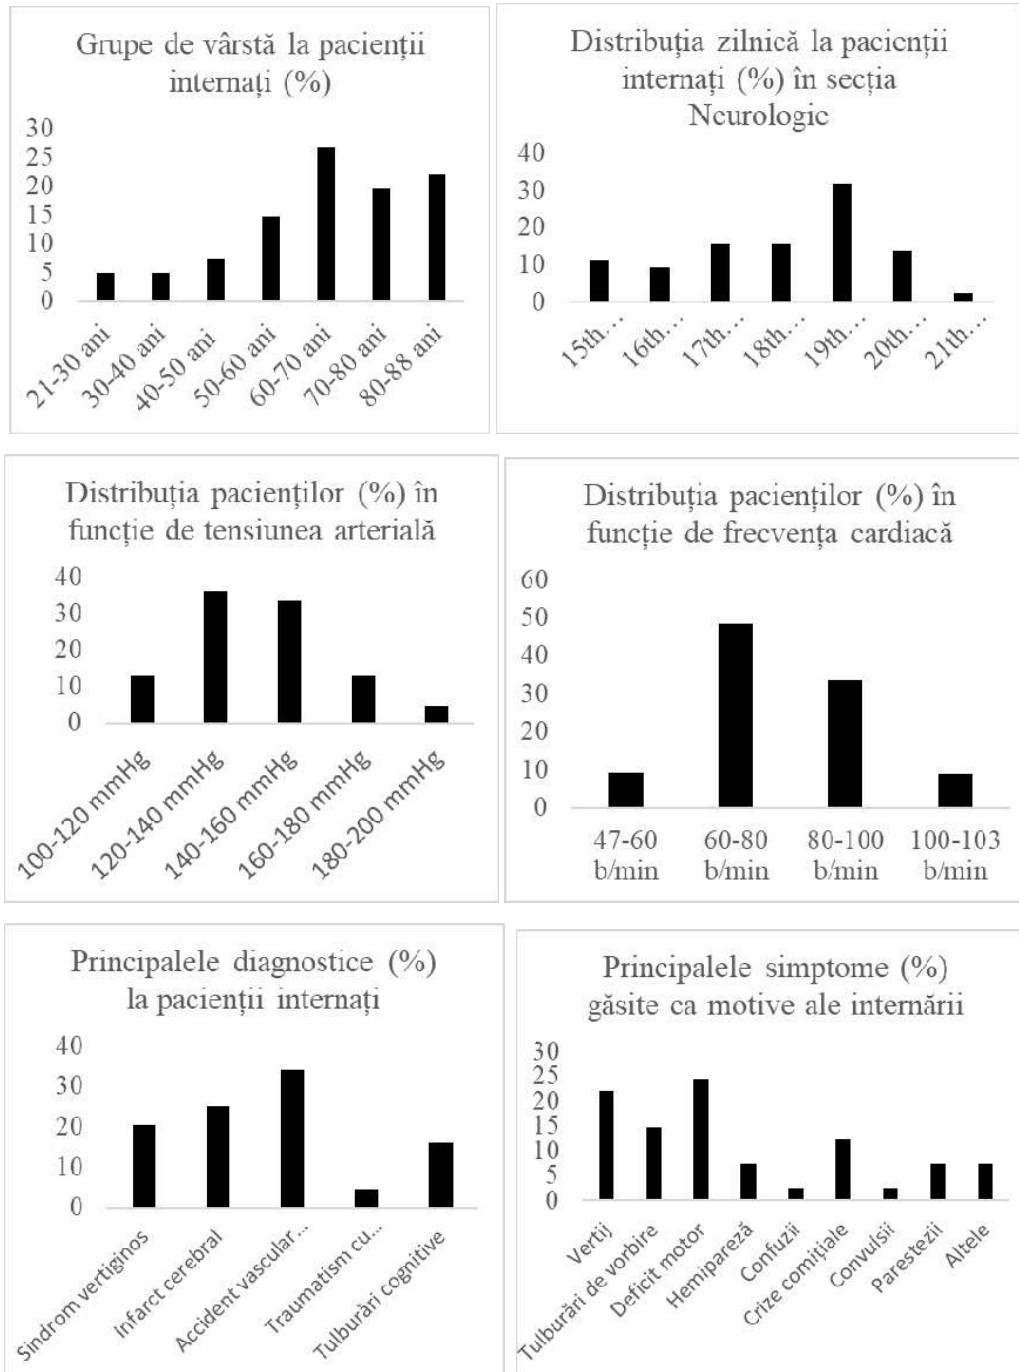 Grupe de vârstă la pacienții
internați (%)
30
25
20
15
10
5
0
21-30 ani
30-40 ani
40-50 ani
50-60 ani
60-70 ani
70-80 ani
80-88 ani
Distribuția zilnică la pacienții
internați (%) în secția
Neurologie
40
30
20
10
0
15th...
16th...
17th...
18th...
19th...
20th...
21th...
Distribuția pacienților (%) în
funcție de tensiunea arterială
40
30
20
10
0
100-120 mmHg
120-140 mmHg
140-160 mmHg
160-180 mmHg
180-200 mmHg
Distribuția pacienților (%) în
funcție de frecvența cardiacă
60
50
40
30
20
10
0
47-60 60-80 80-100 100-103
b/min b/min b/min b/min
Principalele diagnostice (%)
la pacienții internați
40
30
20
10
0
Sindrom vertiginos
Infarct cerebral
Accident vascular...
Traumatism cu...
Tulburări cognitive
Principalele simptome (%)
găsite ca motive ale internării
30
25
20
15
10
5
0
Vertij
Tulburări de vorbire
Deficit motor
Hemipareză
Confuzii
Crize comițiale
Convulsii
Parestezii
Altele